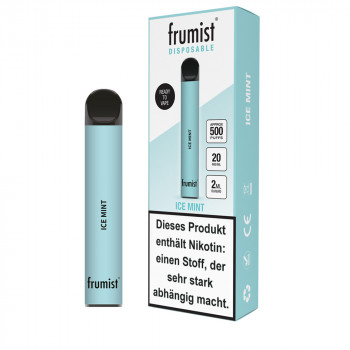 frumist®
DISPOSABLE
READY
TO
VAPE
APPROX
500
PUFFS
20
MG/ML
2ML
LIQUID
ICE MINT
Dieses Produkt
enthält Nikotin:
einen Stoff, der
sehr stark
abhängig macht.
ICE MINT
frumist®
ICE MINT
frumist®